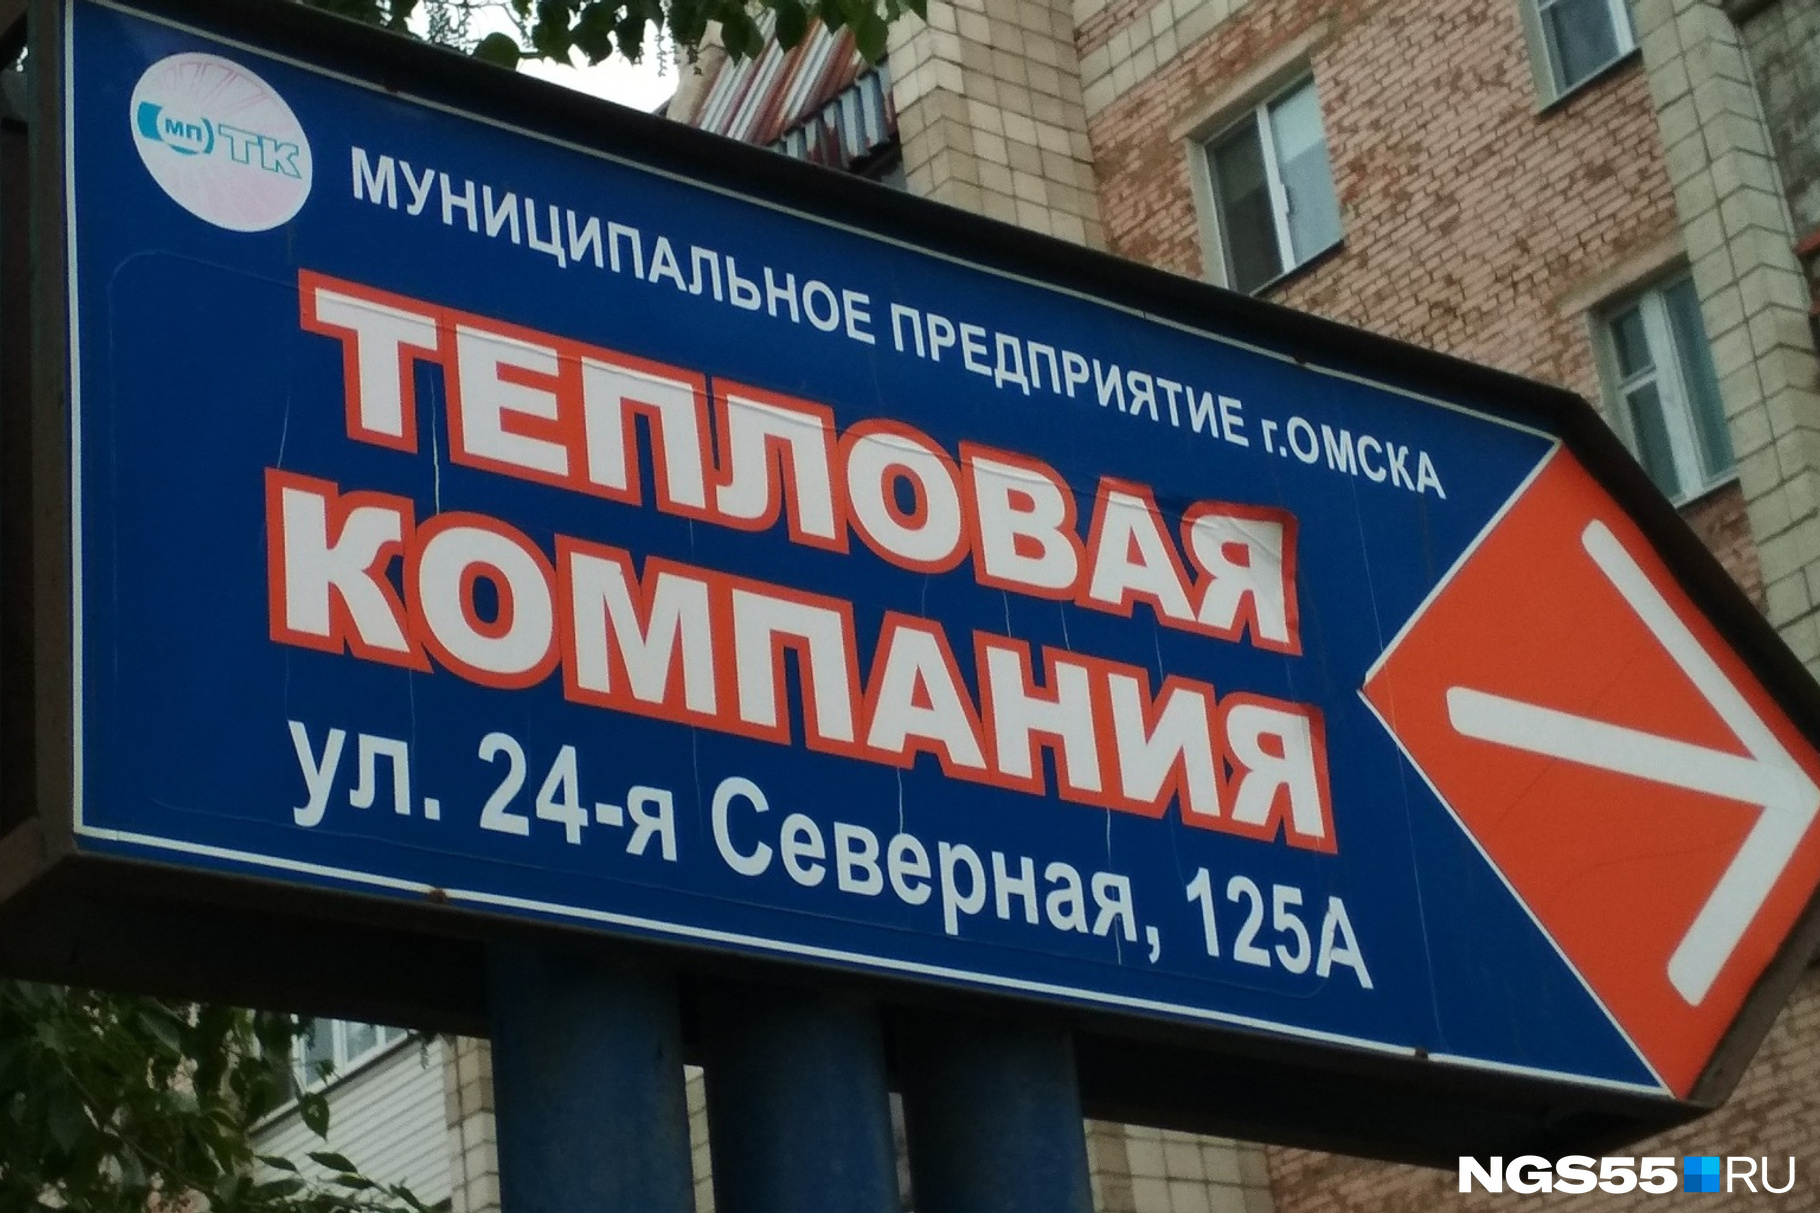 МП ТК
МУНИЦИПАЛЬНОЕ ПРЕДПРИЯТИЕ г.ОМСКА
ТЕПЛОВАЯ
КОМПАНИЯ
ул. 24-я Северная, 125А
NGS55 RU